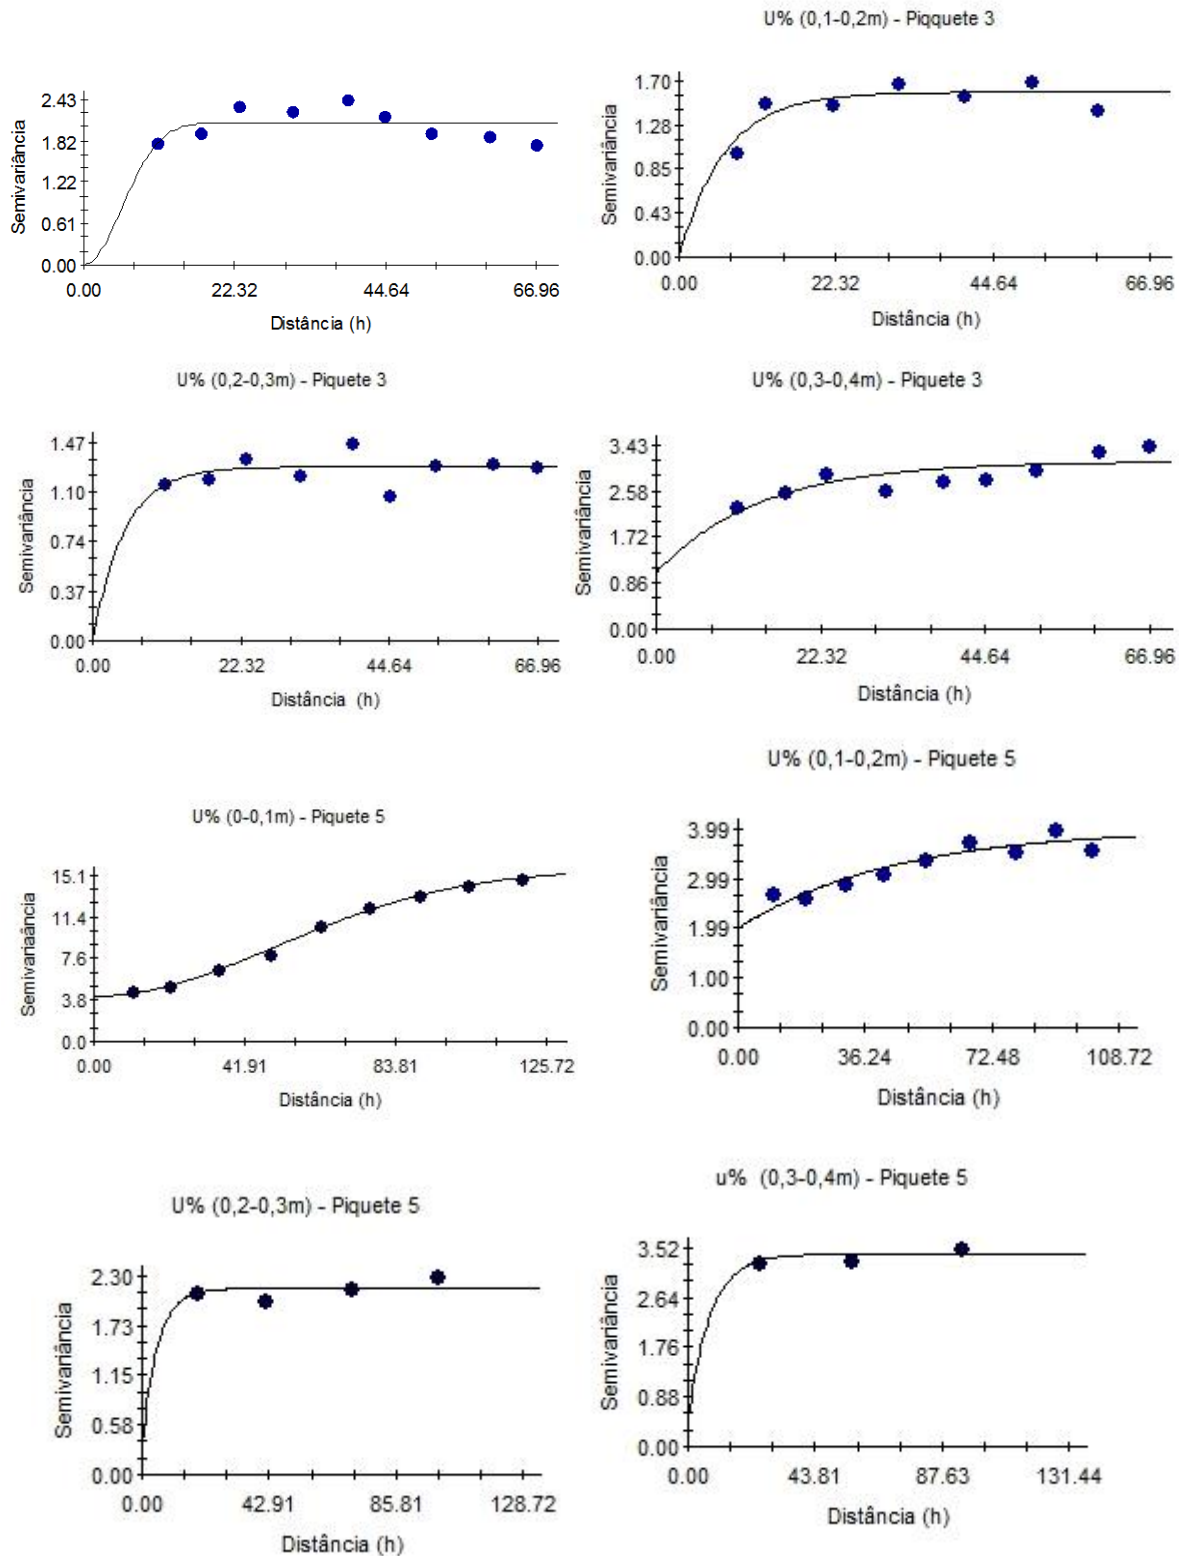 2.43
1.82
1.22
0.61
0.00
0.00 22.32 44.64 66.96
Semivariância
Distância (h)
U% (0,1-0,2m) - Piqquete 3
1.70
1.28
0.85
0.43
0.00
0.00 22.32 44.64 66.96
Semivariância
Distância (h)
U% (0,2-0,3m) - Piquete 3
1.47
1.10
0.74
0.37
0.00
0.00 22.32 44.64 66.96
Semivariância
Distância (h)
U% (0,3-0,4m) - Piquete 3
3.43
2.58
1.72
0.86
0.00
0.00 22.32 44.64 66.96
Semivariância
Distância (h)
U% (0-0,1m) - Piquete 5
15.1
11.4
7.6
3.8
0.0
0.00 41.91 83.81 125.72
Semivariaância
Distância (h)
U% (0,1-0,2m) - Piquete 5
3.99
2.99
1.99
1.00
0.00
0.00 36.24 72.48 108.72
Semivariância
Distância (h)
U% (0,2-0,3m) - Piquete 5
2.30
1.73
1.15
0.58
0.00
0.00 42.91 85.81 128.72
Semivariância
Distância (h)
u% (0,3-0,4m) - Piquete 5
3.52
2.64
1.76
0.88
0.00
0.00 43.81 87.63 131.44
Semivariância
Distância (h)